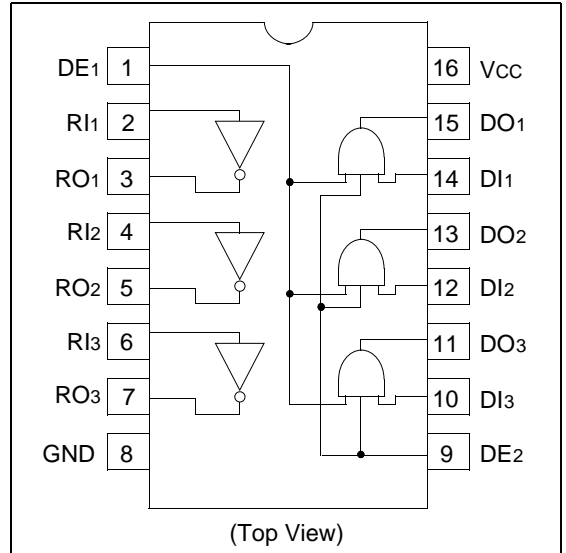 DE1 1 16 VCC
RI1 2 15 DO1
RO1 3 14 DI1
RI2 4 13 DO2
RO2 5 12 DI2
RI3 6 11 DO3
RO3 7 10 DI3
GND 8 9 DE2
(Top View)